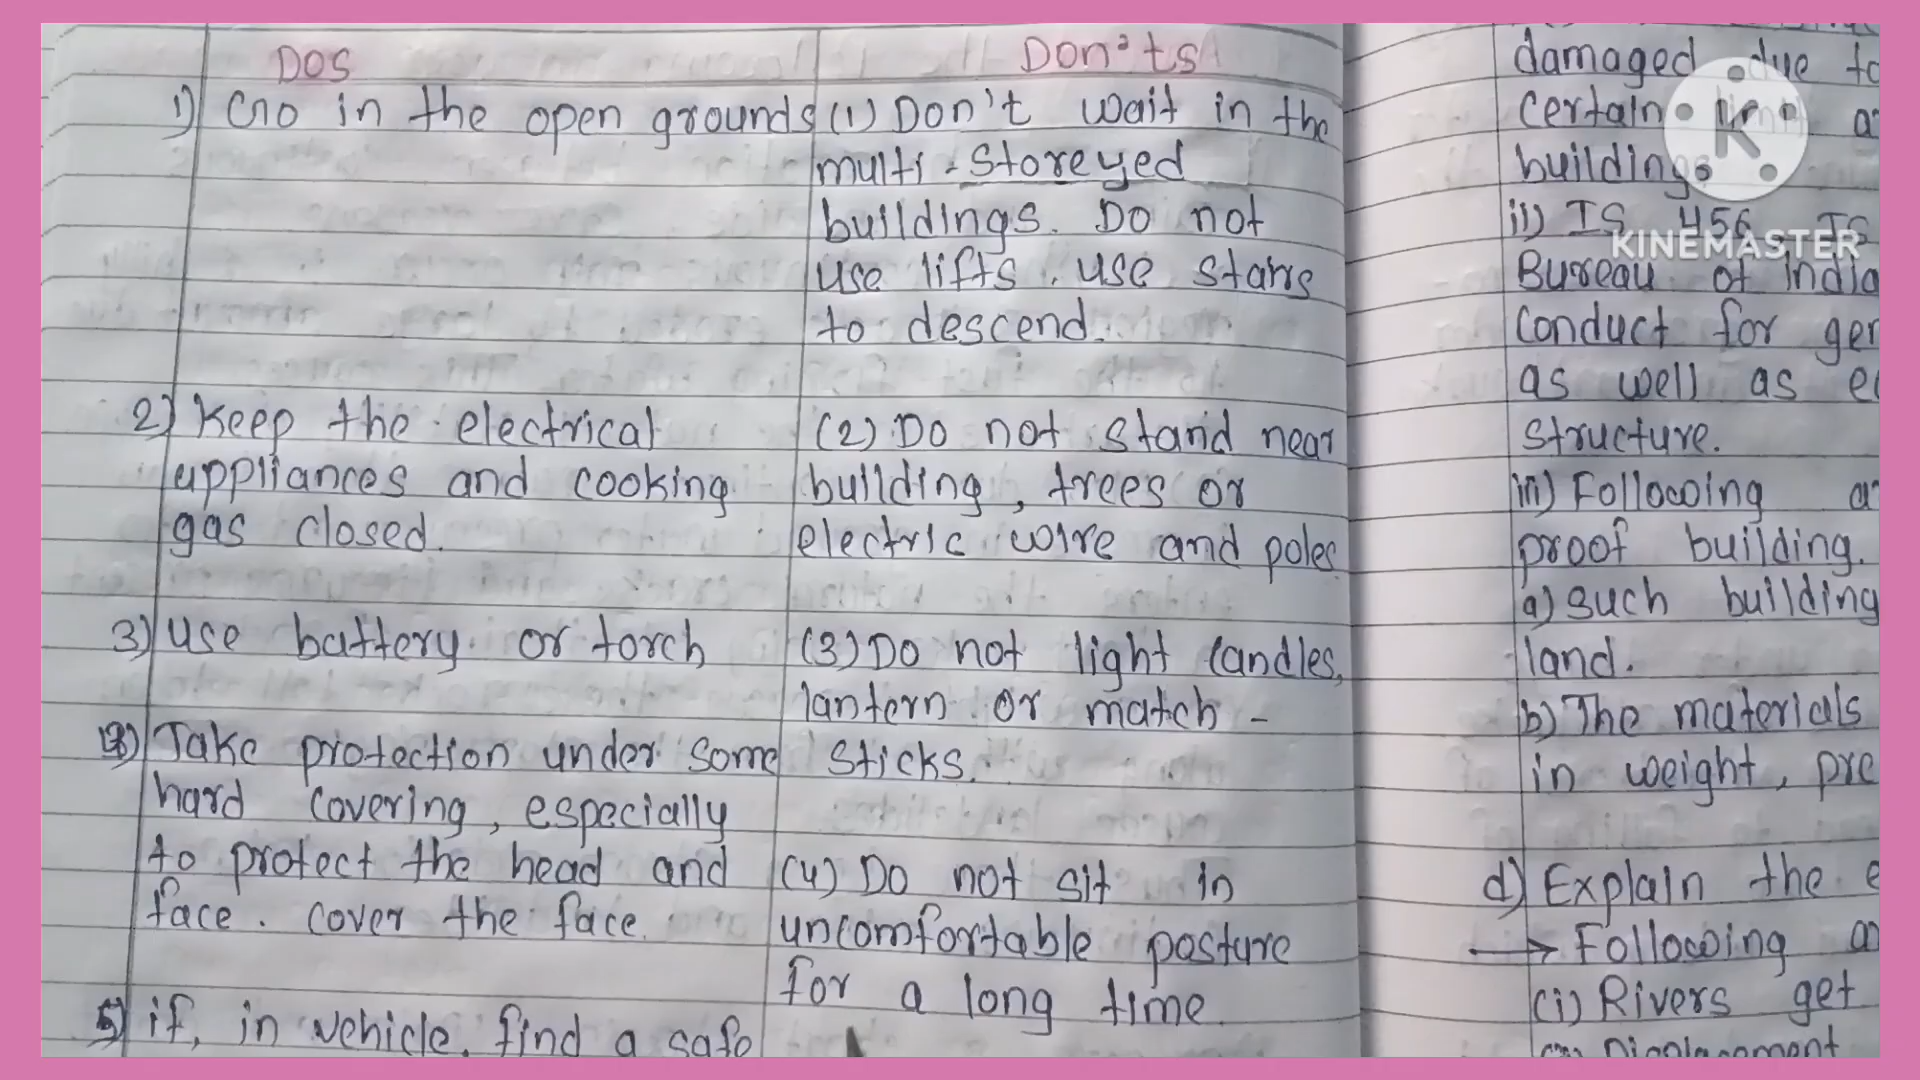 Dos
Don'ts
1) Go in the open grounds
2) Keep the electrical
appliances and cooking
gas closed.
3) use battery or torch
4) Take protection under some
hard covering, especially
to protect the head and
face. cover the face.
5) if, in vehicle, find a safe
(1) Don't wait in the
multi-storeyed
buildings. Do not
use lifts. use stairs
to descend.
(2) Do not stand near
building, trees or
electric wire and poles
(3) Do not light candles,
lantern or match-
sticks.
(4) Do not sit in
uncomfortable posture
for a long time.
damaged due to
certain
buildings
ii) IS 456, IS
Bureau of India
conduct for
as well as
structure.
iii) Following
proof building.
a) such building
land.
b) The materials
in weight,
d) Explain the
→ Following
(i) Rivers get
Displacement
KINEMASTER